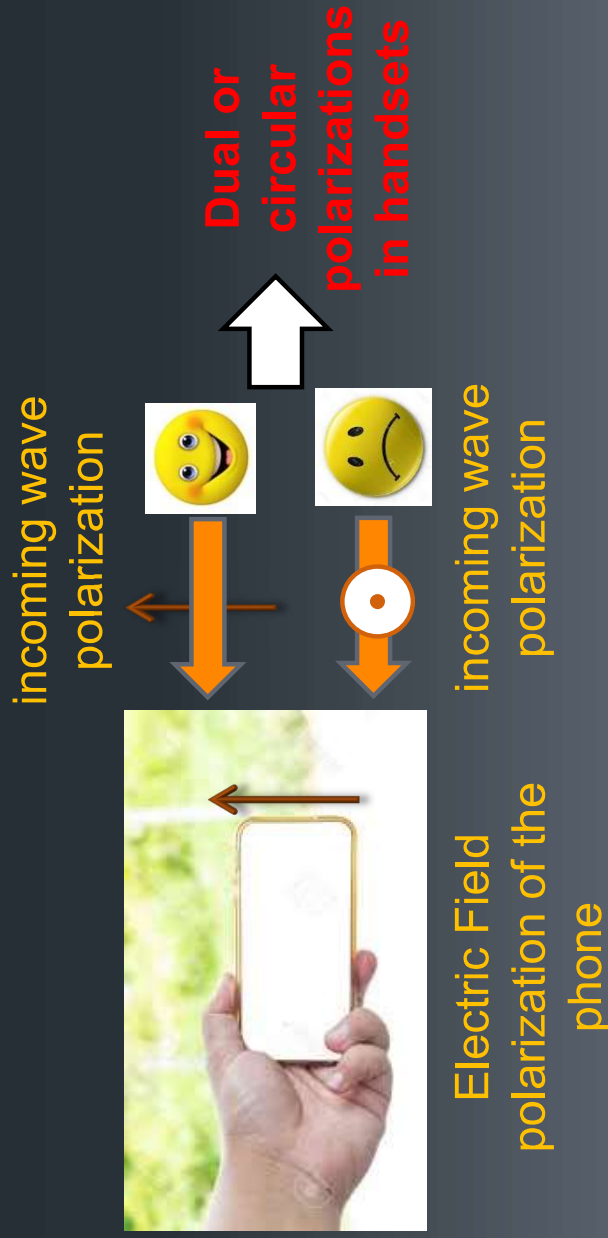 Electric Field
polarization of the
phone
incoming wave
polarization
incoming wave
polarization
Dual or
circular
polarizations
in handsets